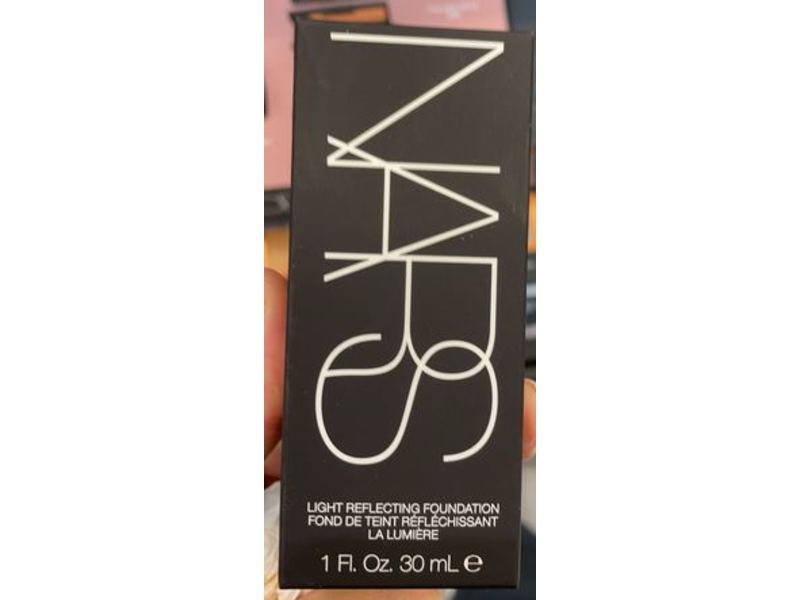 NARS
LIGHT REFLECTING FOUNDATION
FOND DE TEINT RÉFLÉCHISSANT
LA LUMIÈRE
1 Fl. Oz. 30 mL ℮